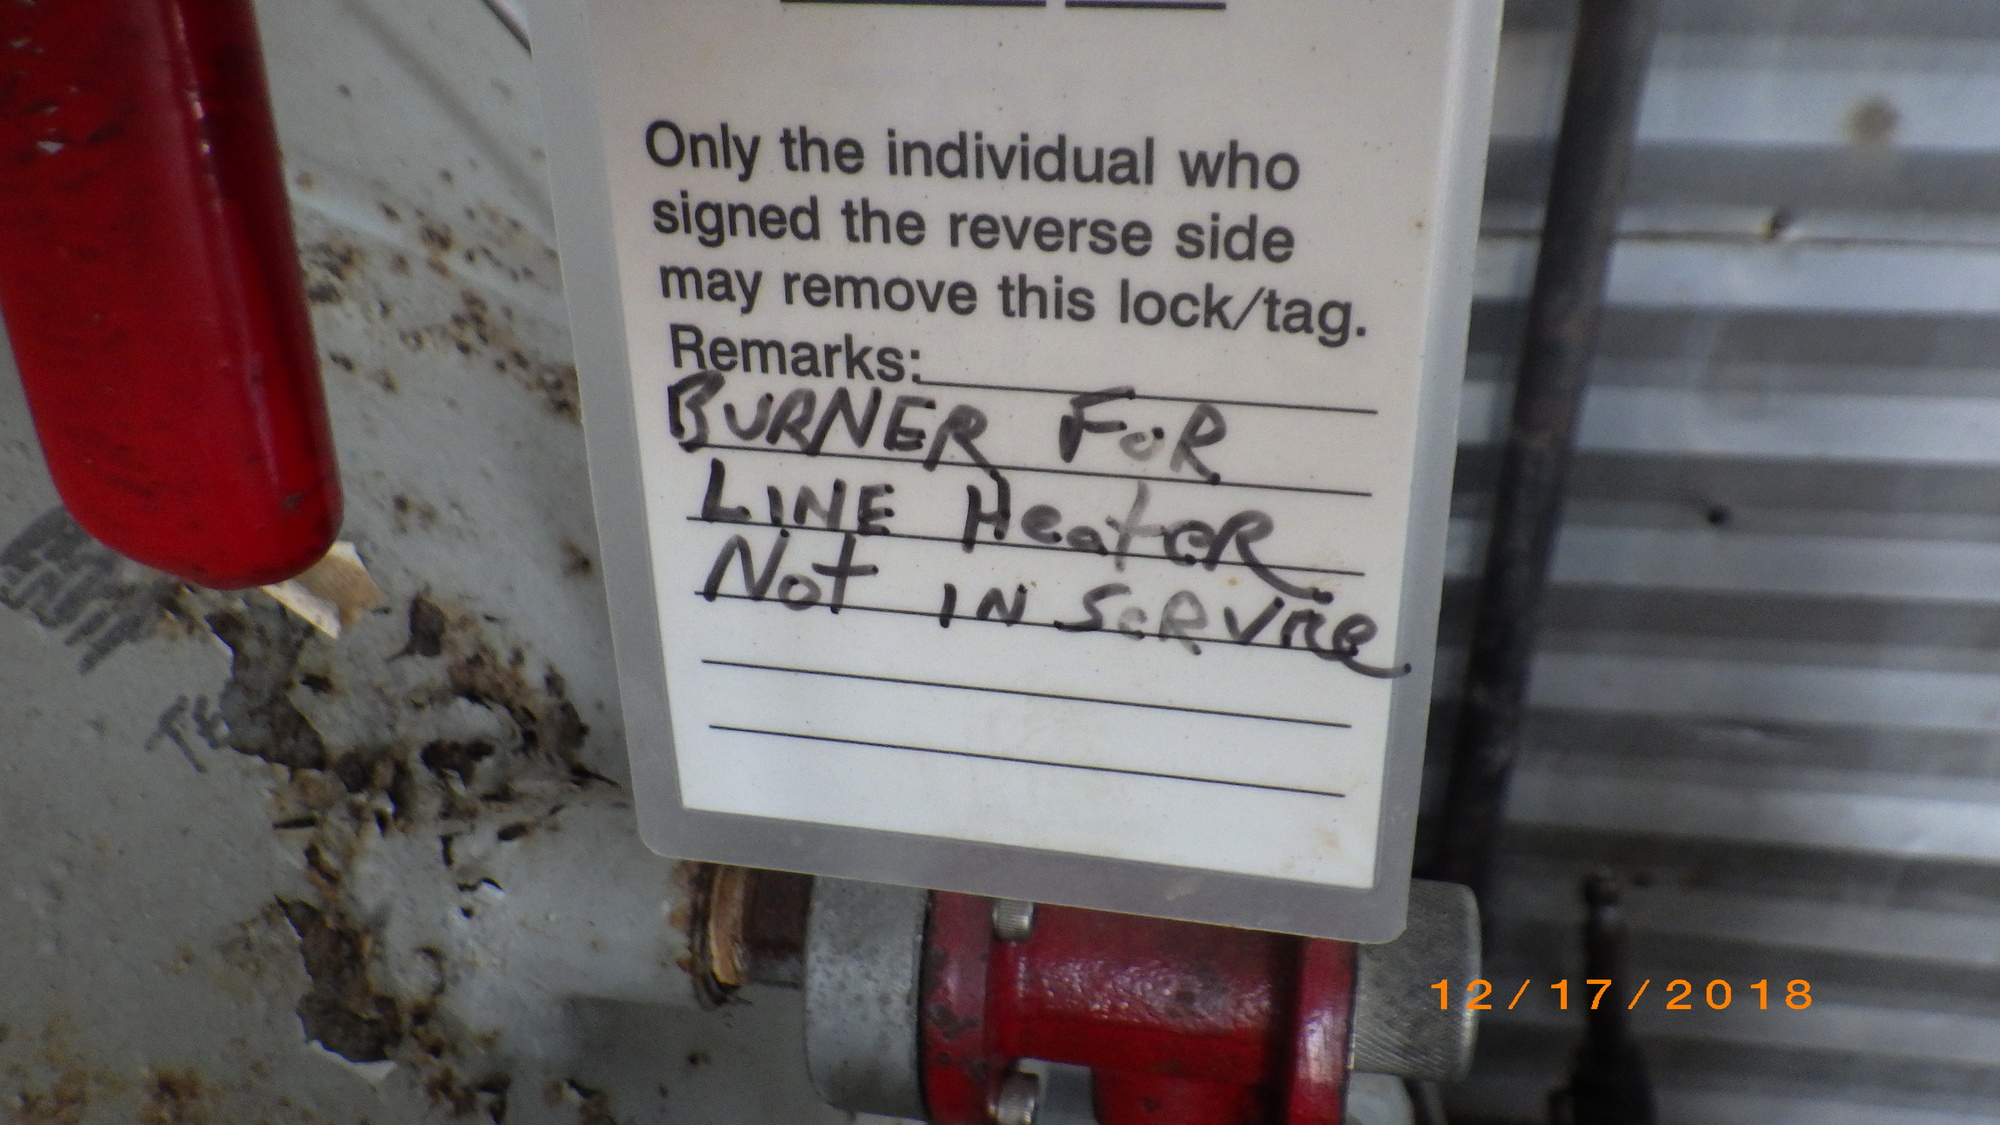 Only the individual who
signed the reverse side
may remove this lock/tag.
Remarks:
BURNER FOR
LINE HeateR
Not IN SeRVice
TE
12/17/2018